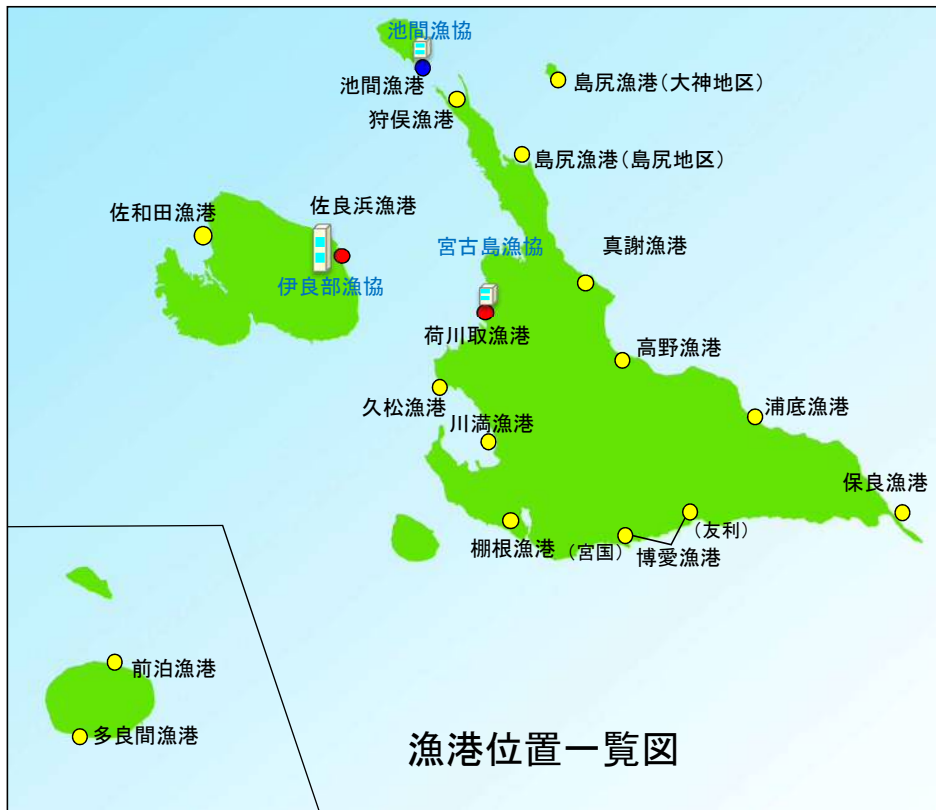 池間漁協
池間漁港
島尻漁港(大神地区)
狩俣漁港
島尻漁港(島尻地区)
佐良浜漁港
佐和田漁港
宮古島漁協
真謝漁港
伊良部漁協
荷川取漁港
高野漁港
久松漁港
浦底漁港
川満漁港
保良漁港
(友利)
棚根漁港
(宮国)
博愛漁港
前泊漁港
多良間漁港
漁港位置一覧図